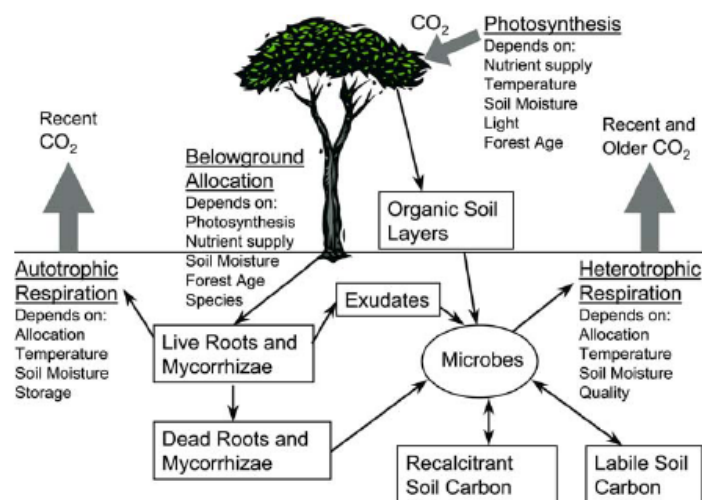 CO2
Photosynthesis
Depends on:
Nutrient supply
Temperature
Soil Moisture
Light
Forest Age
Recent
CO2
Recent and
Older CO2
Belowground
Allocation
Depends on:
Photosynthesis
Nutrient supply
Soil Moisture
Forest Age
Species
Organic Soil
Layers
Autotrophic
Respiration
Depends on:
Allocation
Temperature
Soil Moisture
Storage
Live Roots and
Mycorrhizae
Exudates
Microbes
Heterotrophic
Respiration
Depends on:
Allocation
Temperature
Soil Moisture
Quality
Dead Roots and
Mycorrhizae
Recalcitrant
Soil Carbon
Labile Soil
Carbon